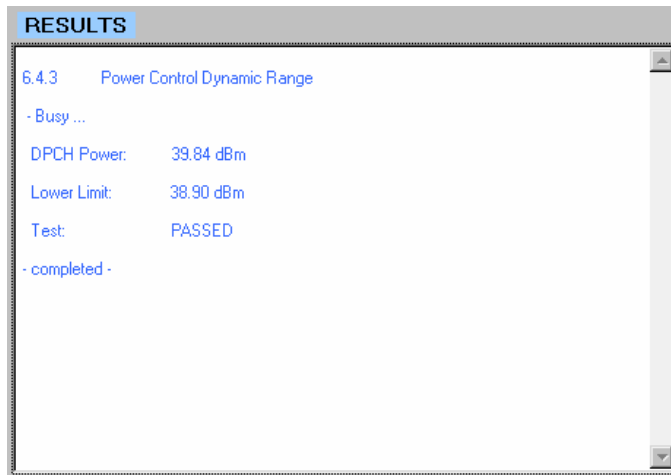 RESULTS
6.4.3 Power Control Dynamic Range
- Busy ...
DPCH Power: 39.84 dBm
Lower Limit: 38.90 dBm
Test: PASSED
- completed -